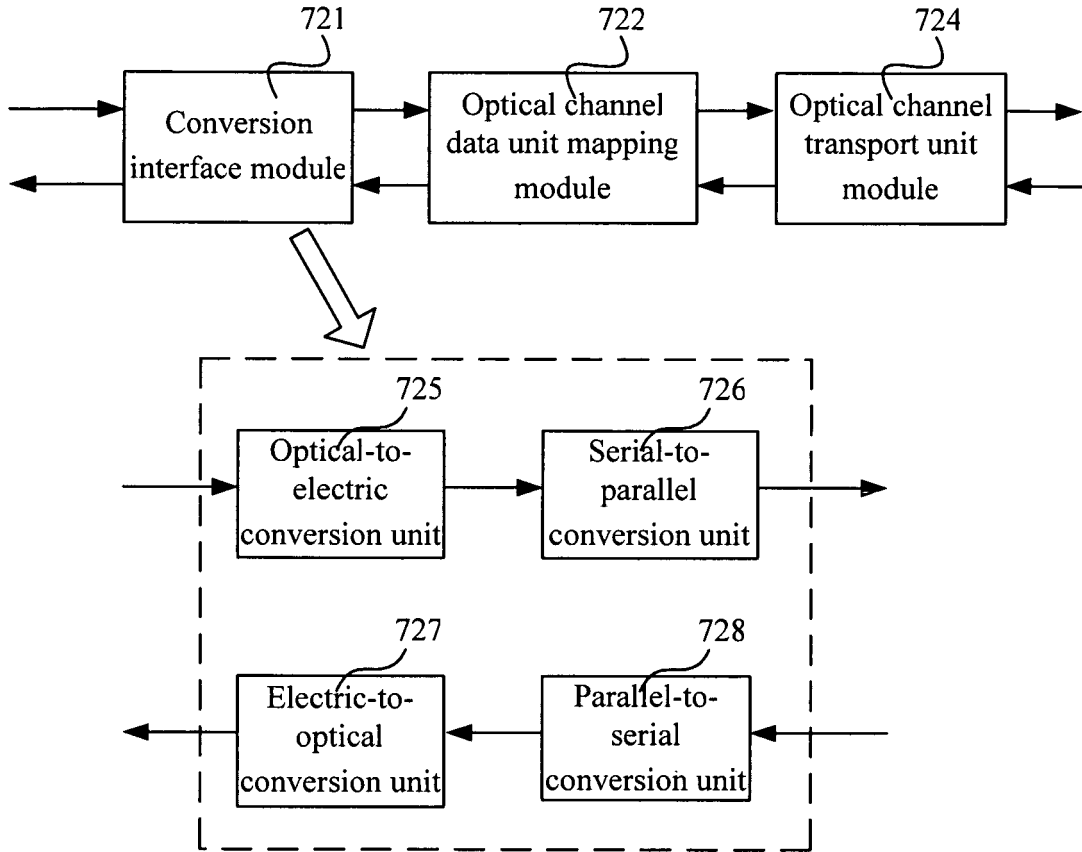 721
722
724
Conversion
interface module
Optical channel
data unit mapping
module
Optical channel
transport unit
module
725
726
Optical-to-
electric
conversion unit
Serial-to-
parallel
conversion unit
727
728
Electric-to-
optical
conversion unit
Parallel-to-
serial
conversion unit